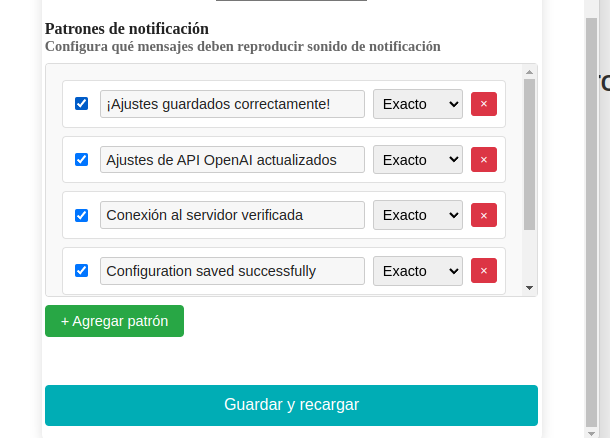 Patrones de notificación
Configura qué mensajes deben reproducir sonido de notificación
¡Ajustes guardados correctamente! Exacto ×
Ajustes de API OpenAI actualizados Exacto ×
Conexión al servidor verificada Exacto ×
Configuration saved successfully Exacto ×
+ Agregar patrón
Guardar y recargar